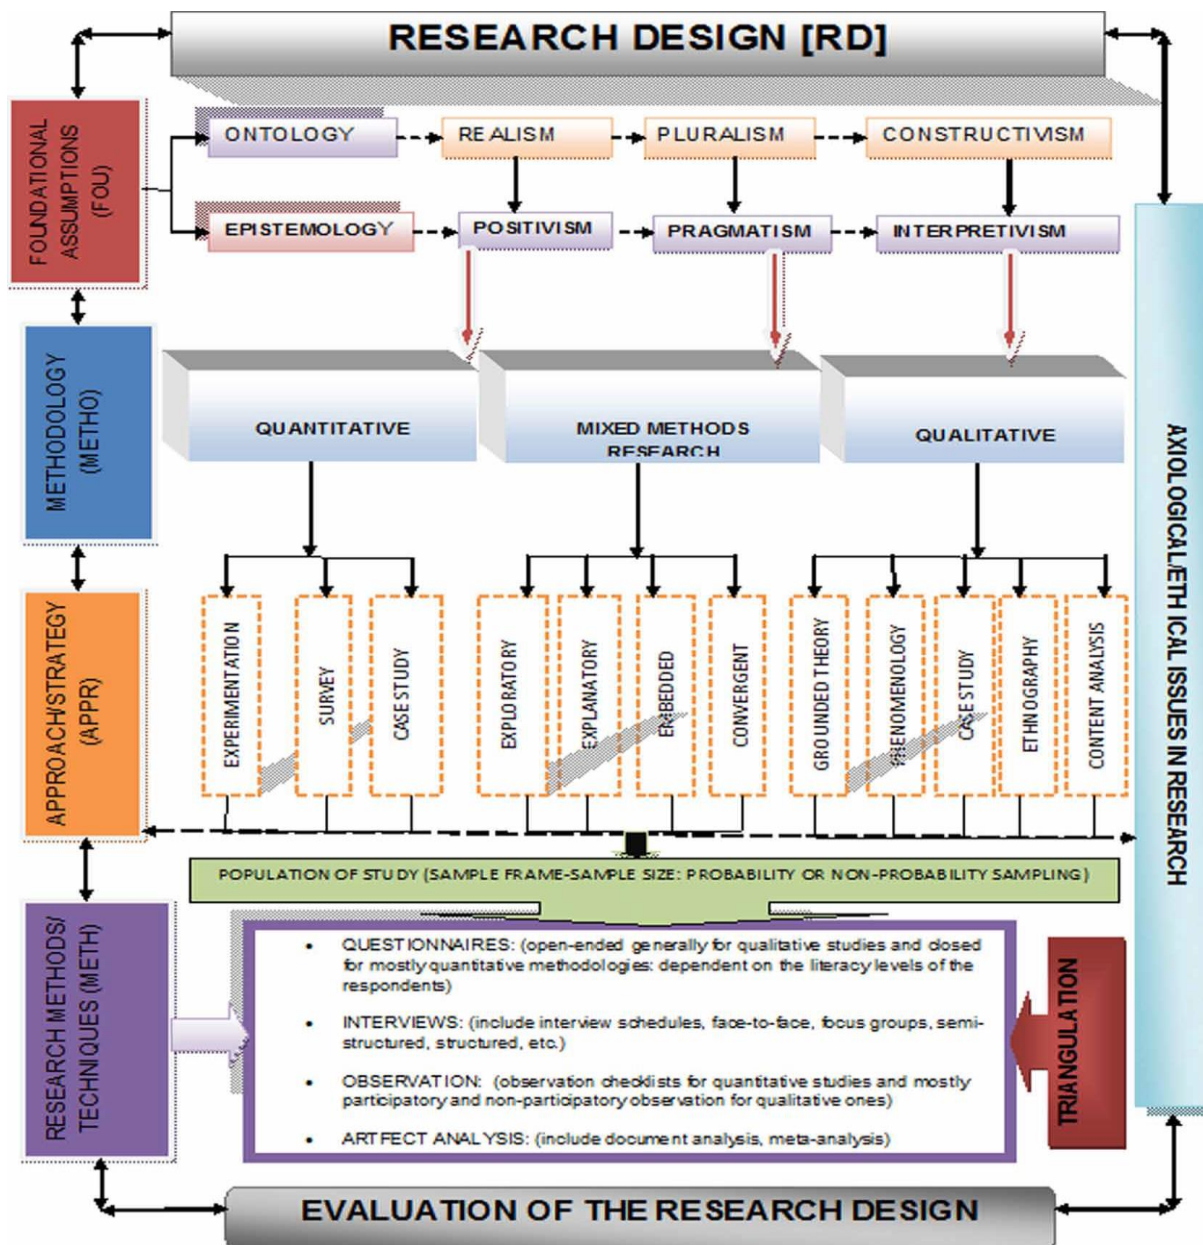 RESEARCH DESIGN [RD]
FOUNDATIONAL
ASSUMPTIONS
(FOU)
ONTOLOGY
REALISM
PLURALISM
CONSTRUCTIVISM
EPISTEMOLOGY
POSITIVISM
PRAGMATISM
INTERPRETIVISM
METHODOLOGY
(METHO)
QUANTITATIVE
MIXED METHODS
RESEARCH
QUALITATIVE
APPROACH/STRATEGY
(APPR)
EXPERIMENTATION
SURVEY
CASE STUDY
EXPLORATORY
EXPLANATORY
EMBEDDED
CONVERGENT
GROUNDED THEORY
PHENOMENOLOGY
CASE STUDY
ETHNOGRAPHY
CONTENT ANALYSIS
AXIOLOGICAL/ETHICAL ISSUES IN RESEARCH
POPULATION OF STUDY (SAMPLE FRAME-SAMPLE SIZE: PROBABILITY OR NON-PROBABILITY SAMPLING)
RESEARCH METHODS/
TECHNIQUES (METH)
• QUESTIONNAIRES: (open-ended generally for qualitative studies and closed
for mostly quantitative methodologies: dependent on the literacy levels of the
respondents)
• INTERVIEWS: (include interview schedules, face-to-face, focus groups, semi-
structured, structured, etc.)
• OBSERVATION: (observation checklists for quantitative studies and mostly
participatory and non-participatory observation for qualitative ones)
• ARTFECT ANALYSIS: (include document analysis, meta-analysis)
TRIANGULATION
EVALUATION OF THE RESEARCH DESIGN